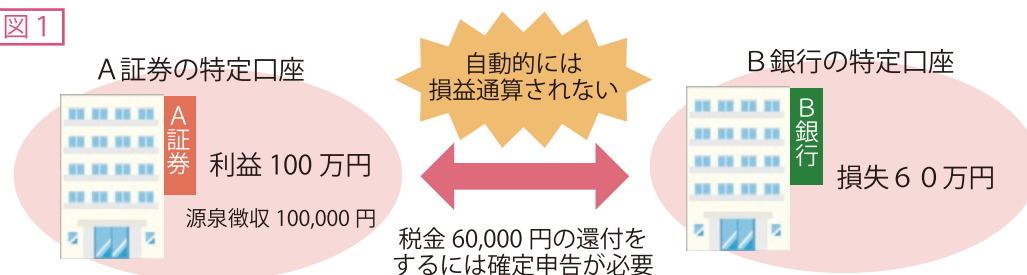 図1
A証券の特定口座
A証券
利益 100 万円
源泉徴収 100,000 円
自動的には
損益通算されない
税金 60,000 円の還付を
するには確定申告が必要
B銀行の特定口座
B銀行
損失60万円